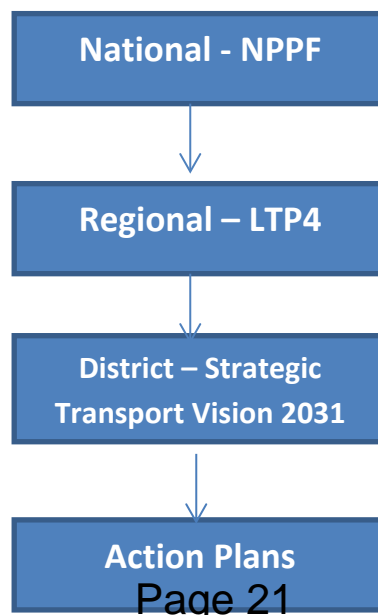 National - NPPF
Regional – LTP4
District – Strategic
Transport Vision 2031
Action Plans
Page 21